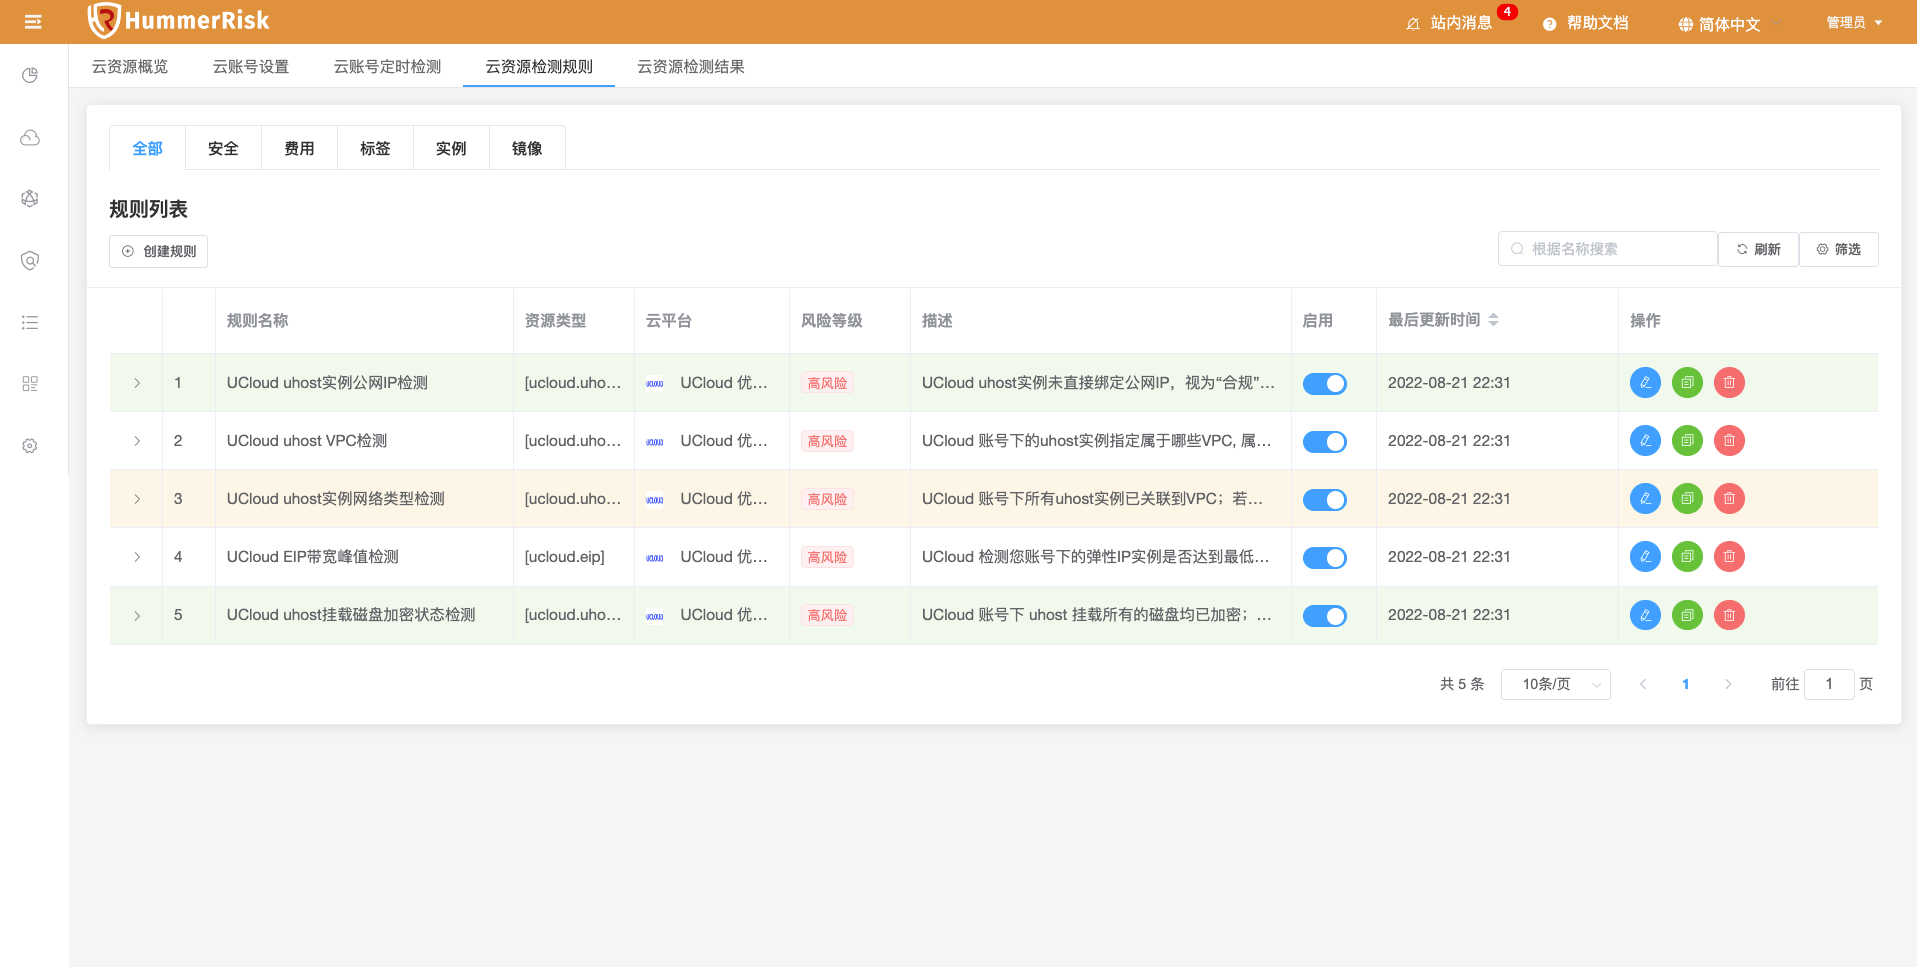 HummerRisk
站内消息 4 帮助文档 简体中文 管理员
云资源概览 云账号设置 云账号定时检测 云资源检测规则 云资源检测结果
全部 安全 费用 标签 实例 镜像
规则列表
创建规则 根据名称搜索 刷新 筛选
规则名称 资源类型 云平台 风险等级 描述 启用 最后更新时间 操作
1 UCloud uhost实例公网IP检测 [ucloud.uho... UCLOUD UCloud 优... 高风险 UCloud uhost实例未直接绑定公网IP，视为“合规”... 2022-08-21 22:31
2 UCloud uhost VPC检测 [ucloud.uho... UCLOUD UCloud 优... 高风险 UCloud 账号下的uhost实例指定属于哪些VPC, 属... 2022-08-21 22:31
3 UCloud uhost实例网络类型检测 [ucloud.uho... UCLOUD UCloud 优... 高风险 UCloud 账号下所有uhost实例已关联到VPC；若... 2022-08-21 22:31
4 UCloud EIP带宽峰值检测 [ucloud.eip] UCLOUD UCloud 优... 高风险 UCloud 检测您账号下的弹性IP实例是否达到最低... 2022-08-21 22:31
5 UCloud uhost挂载磁盘加密状态检测 [ucloud.uho... UCLOUD UCloud 优... 高风险 UCloud 账号下 uhost 挂载所有的磁盘均已加密；... 2022-08-21 22:31
共 5 条 10条/页 1 前往 1 页